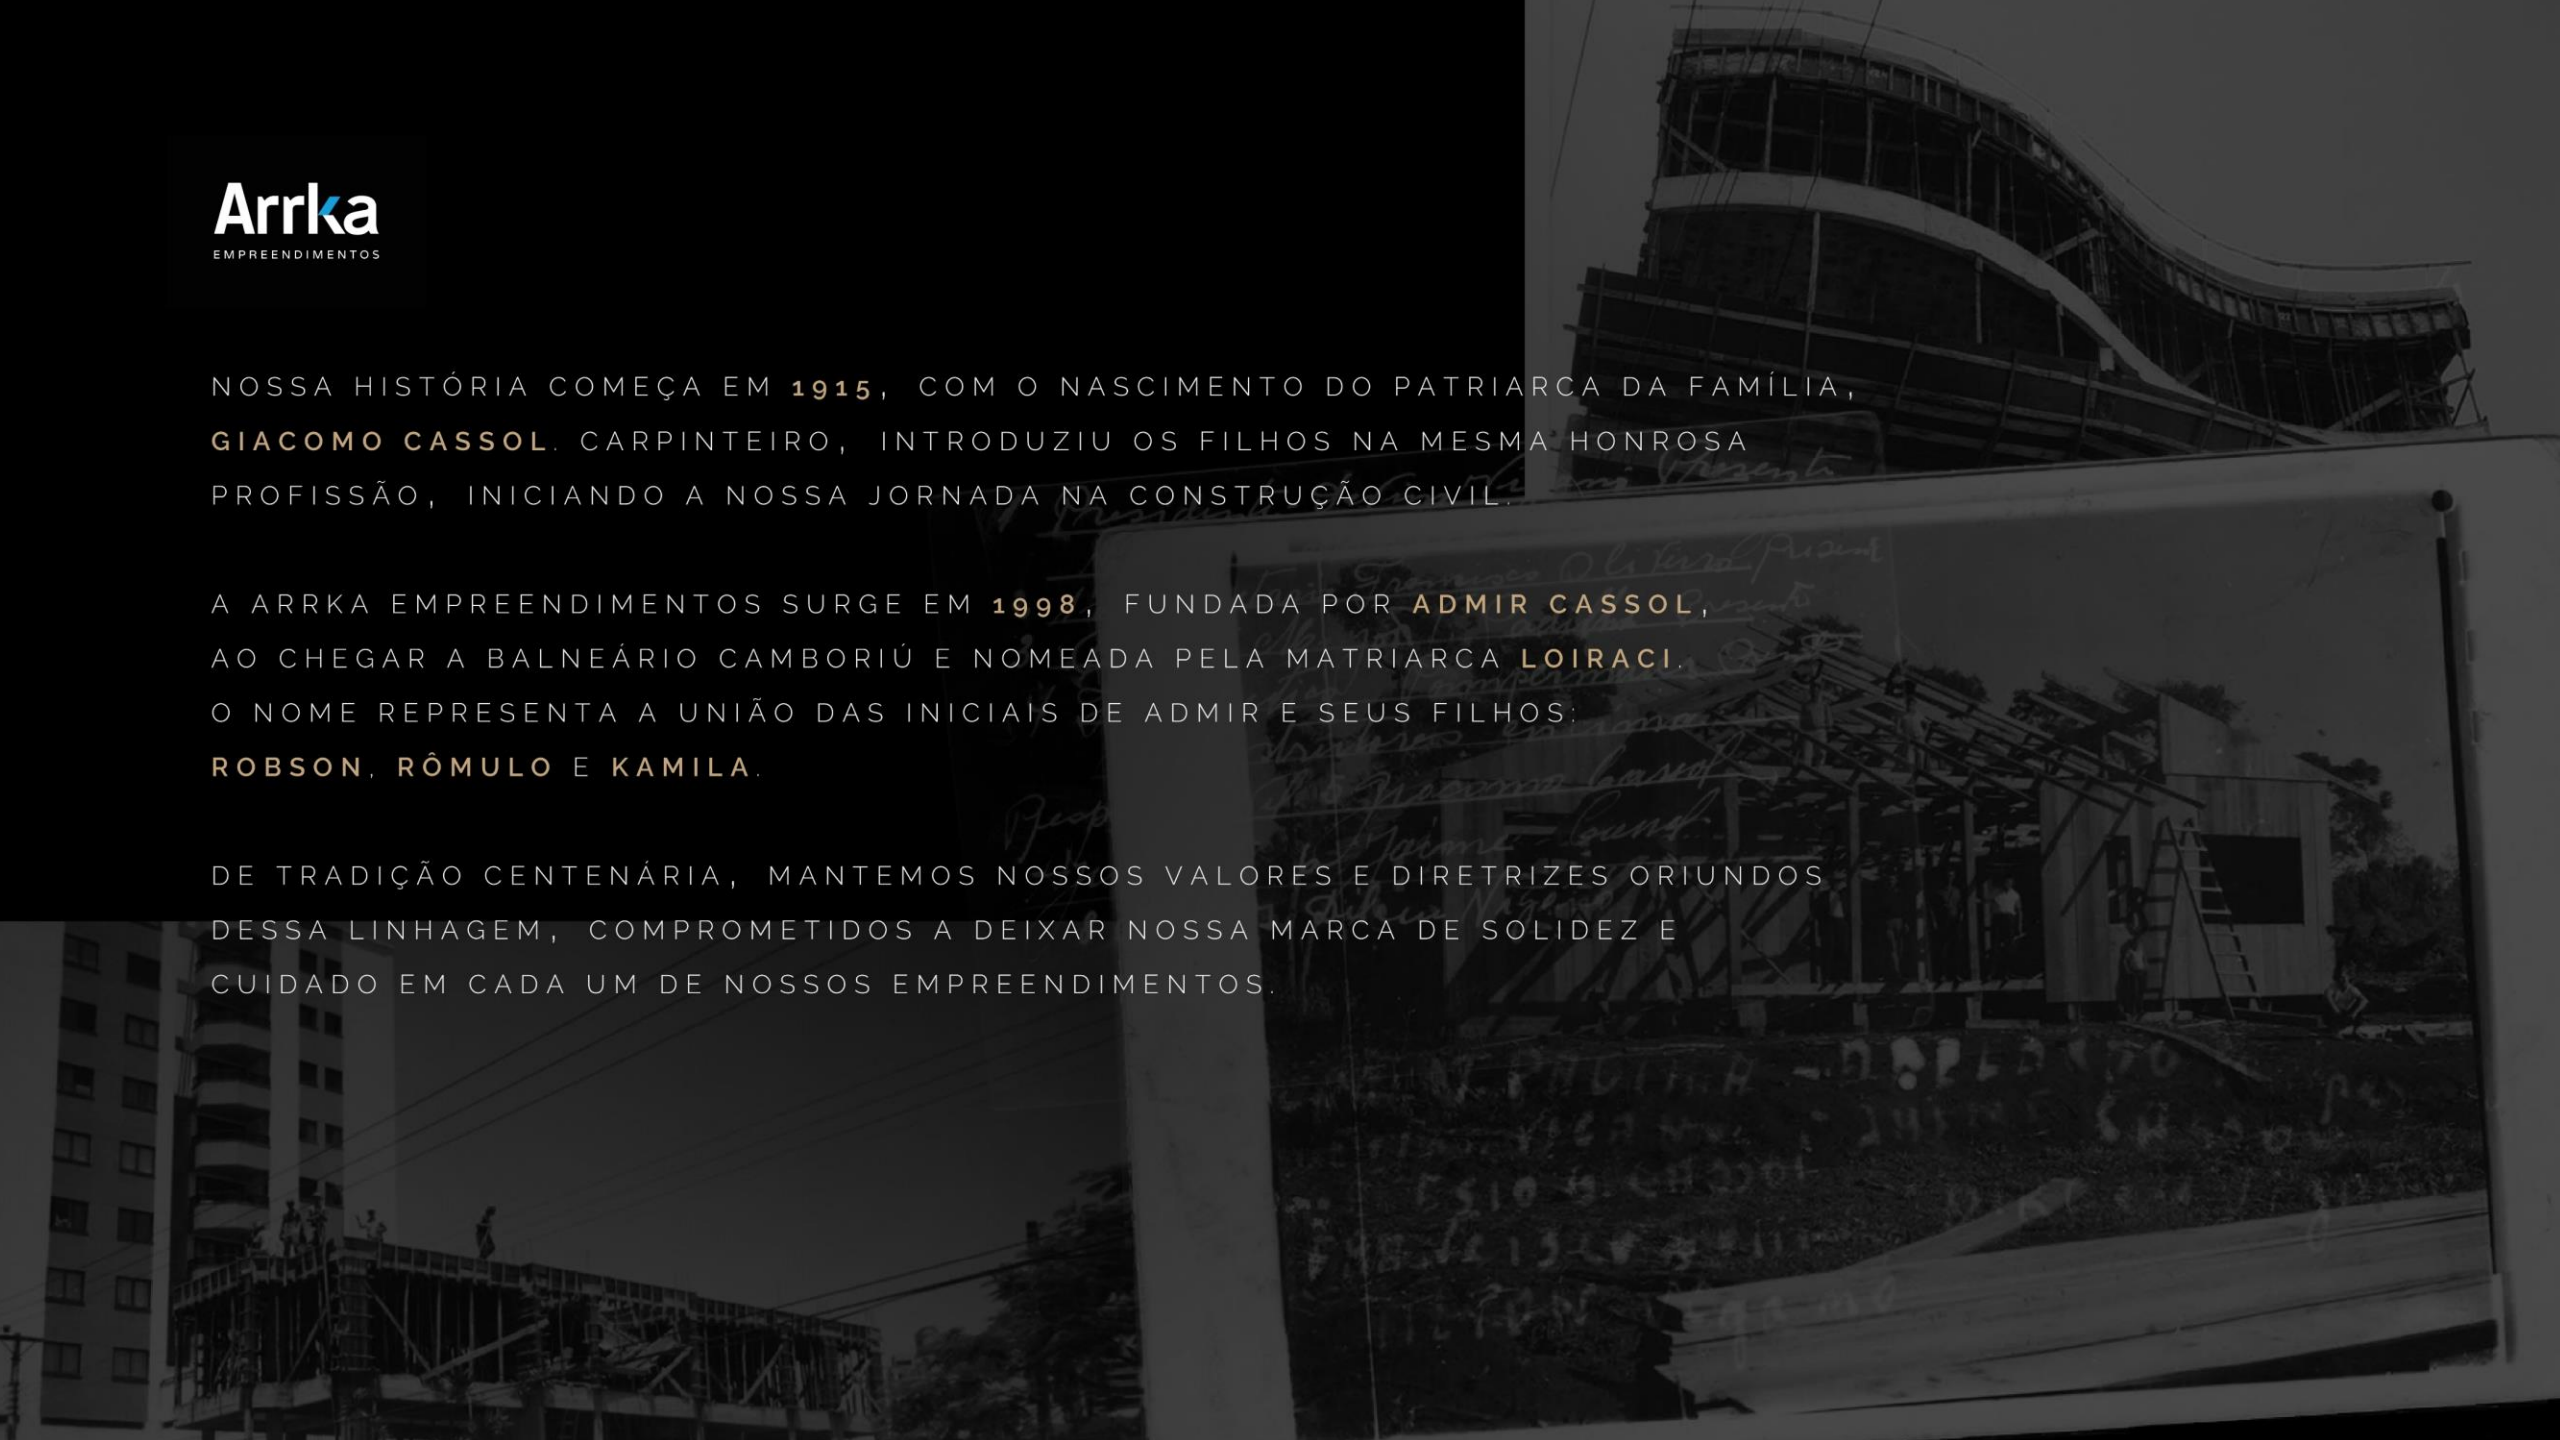 Arrka
EMPREENDIMENTOS
NOSSA HISTÓRIA COMEÇA EM 1915, COM O NASCIMENTO DO PATRIARCA DA FAMÍLIA,
GIACOMO CASSOL. CARPINTEIRO, INTRODUZIU OS FILHOS NA MESMA HONROSA
PROFISSÃO, INICIANDO A NOSSA JORNADA NA CONSTRUÇÃO CIVIL.
A ARRKA EMPREENDIMENTOS SURGE EM 1998, FUNDADA POR ADMIR CASSOL,
AO CHEGAR A BALNEÁRIO CAMBORIÚ E NOMEADA PELA MATRIARCA LOIRACI.
O NOME REPRESENTA A UNIÃO DAS INICIAIS DE ADMIR E SEUS FILHOS:
ROBSON, RÔMULO E KAMILA.
DE TRADIÇÃO CENTENÁRIA, MANTEMOS NOSSOS VALORES E DIRETRIZES ORIUNDOS
DESSA LINHAGEM, COMPROMETIDOS A DEIXAR NOSSA MARCA DE SOLIDEZ E
CUIDADO EM CADA UM DE NOSSOS EMPREENDIMENTOS.